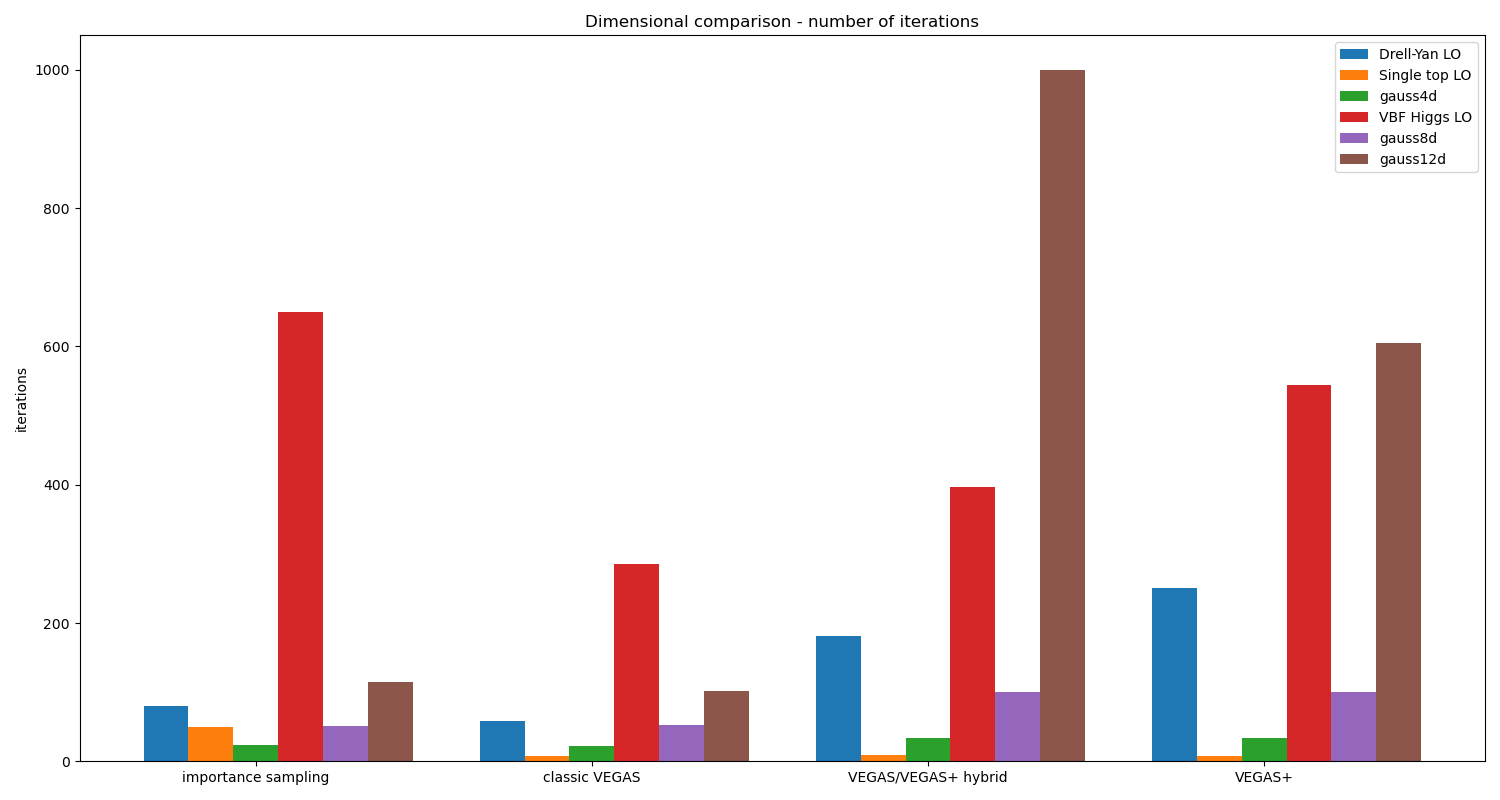 Dimensional comparison - number of iterations
1000
800
600
400
200
0
iterations
Drell-Yan LO
Single top LO
gauss4d
VBF Higgs LO
gauss8d
gauss12d
importance sampling
classic VEGAS
VEGAS/VEGAS+ hybrid
VEGAS+